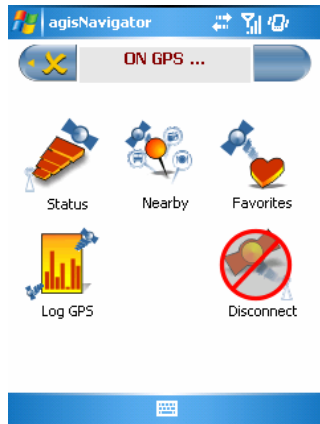 agisNavigator
ON GPS ...
Status Nearby Favorites
Log GPS Disconnect